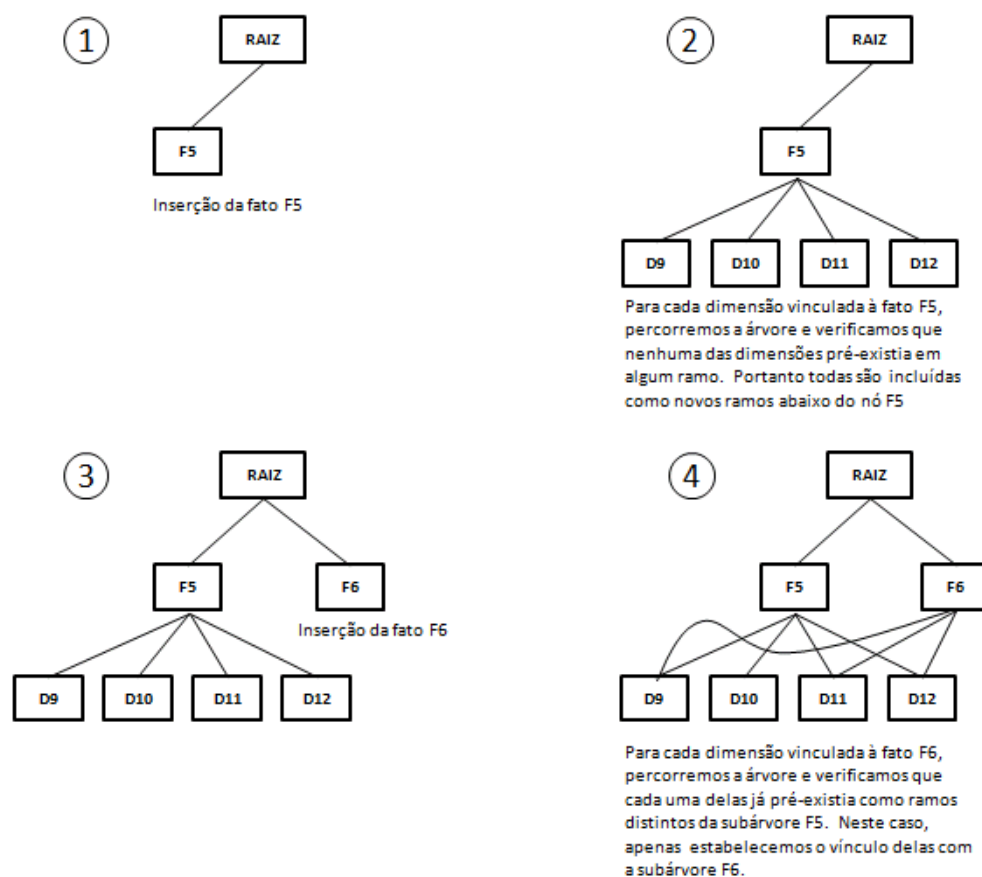 1
RAIZ
F5
Inserção da fato F5
2
RAIZ
F5
D9 D10 D11 D12
Para cada dimensão vinculada à fato F5,
percorremos a árvore e verificamos que
nenhuma das dimensões pré-existia em
algum ramo. Portanto todas são incluídas
como novos ramos abaixo do nó F5
3
RAIZ
F5 F6
Inserção da fato F6
D9 D10 D11 D12
4
RAIZ
F5 F6
D9 D10 D11 D12
Para cada dimensão vinculada à fato F6,
percorremos a árvore e verificamos que
cada uma delas já pré-existia como ramos
distintos da subárvore F5. Neste caso,
apenas estabelecemos o vínculo delas com
a subárvore F6.